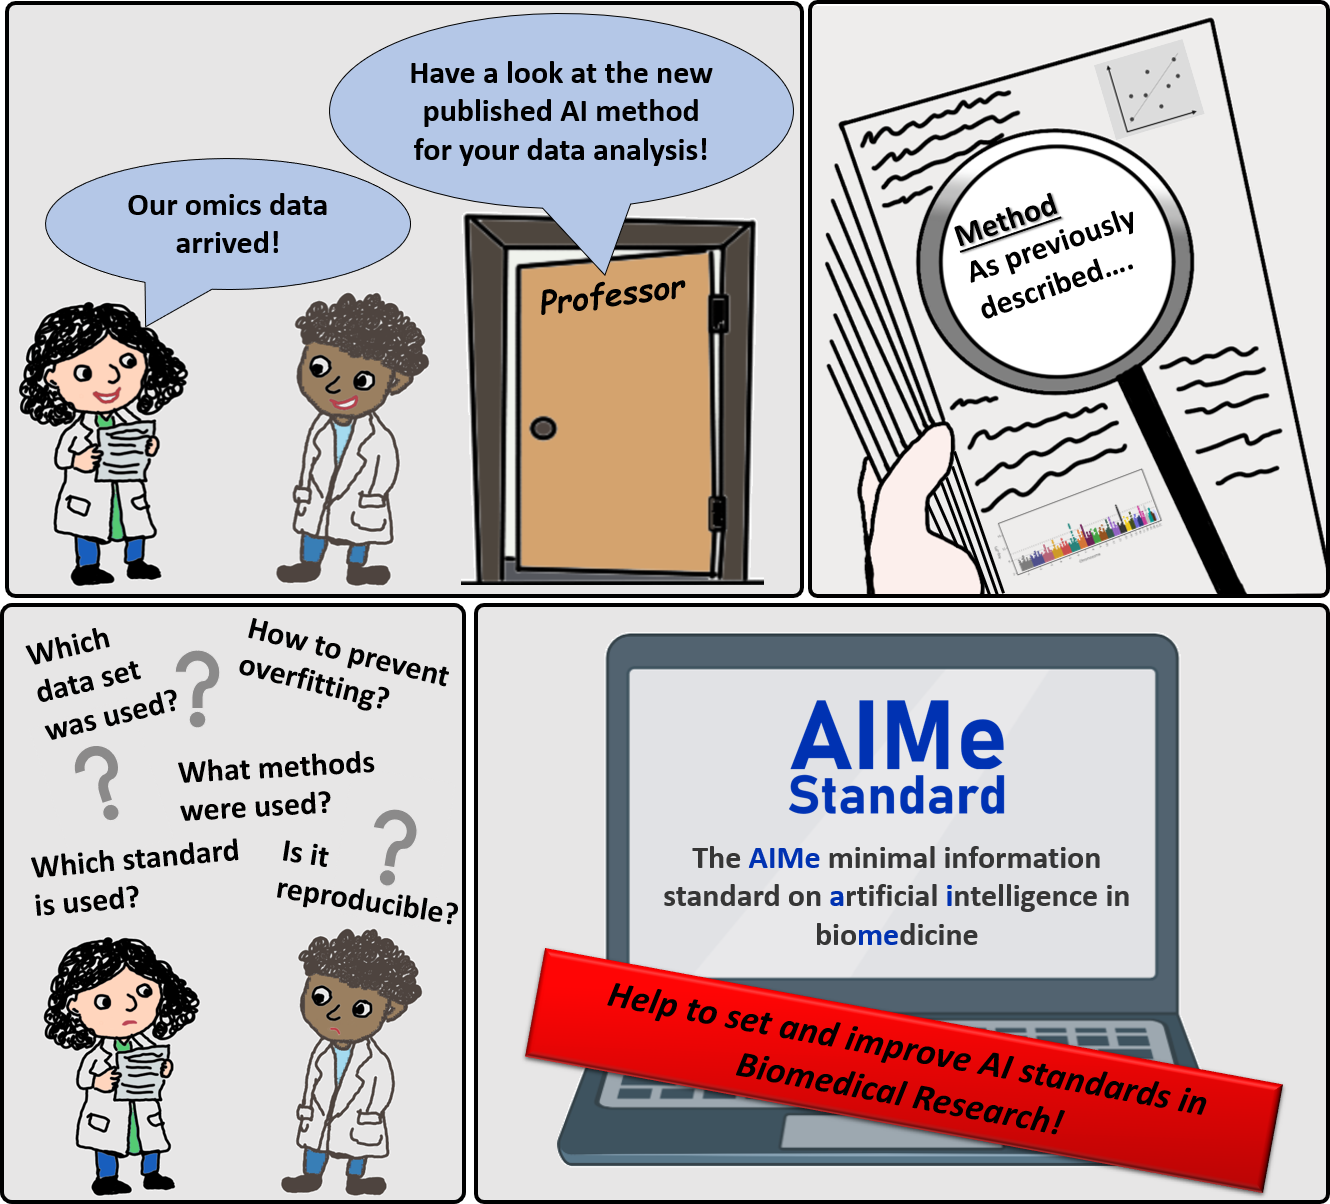 Our omics data
arrived!
Have a look at the new
published AI method
for your data analysis!
Professor
Method
As previously
described....
Which
data set
was used?
?
How to prevent
overfitting?
?
What methods
were used?
Which standard
is used?
Is it
reproducible?
?
AIMe
Standard
The AIMe minimal information
standard on artificial intelligence in
biomedicine
Help to set and improve AI standards in
Biomedical Research!